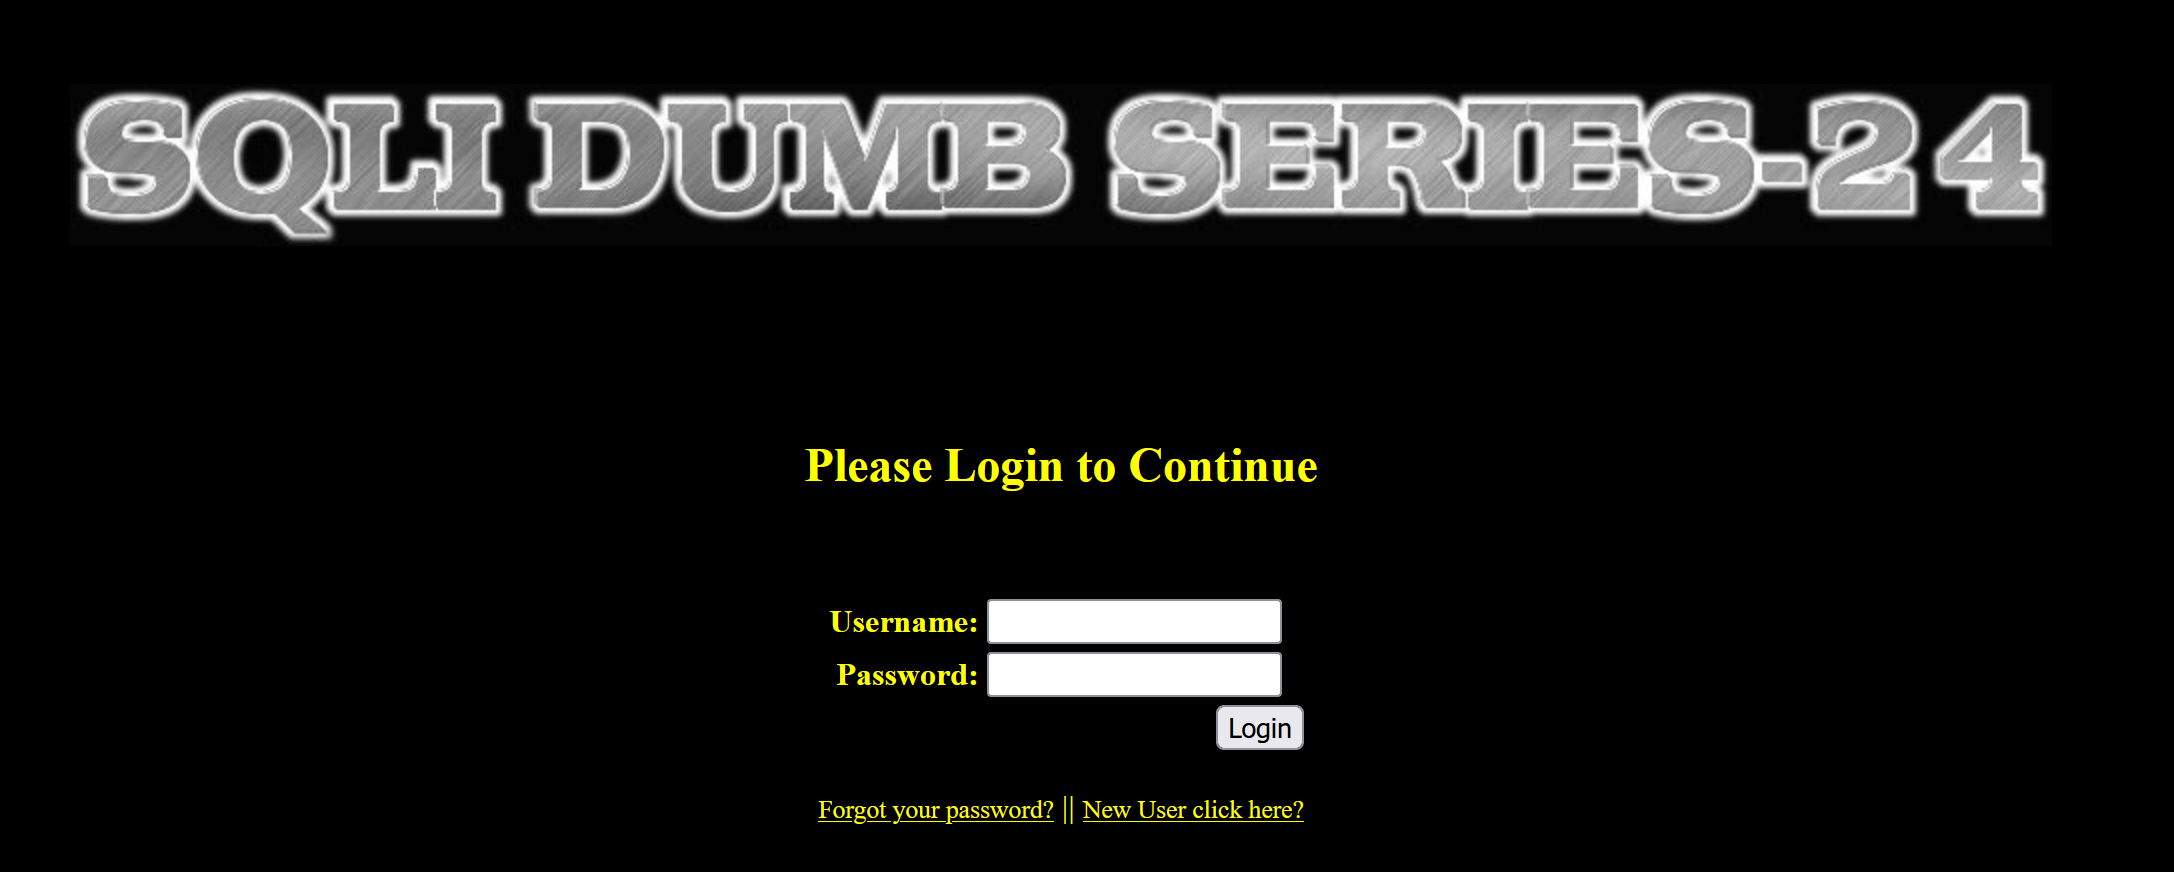 SQLI DUMB SERIES-24
Please Login to Continue
Username:
Password:
Login
Forgot your password? || New User click here?